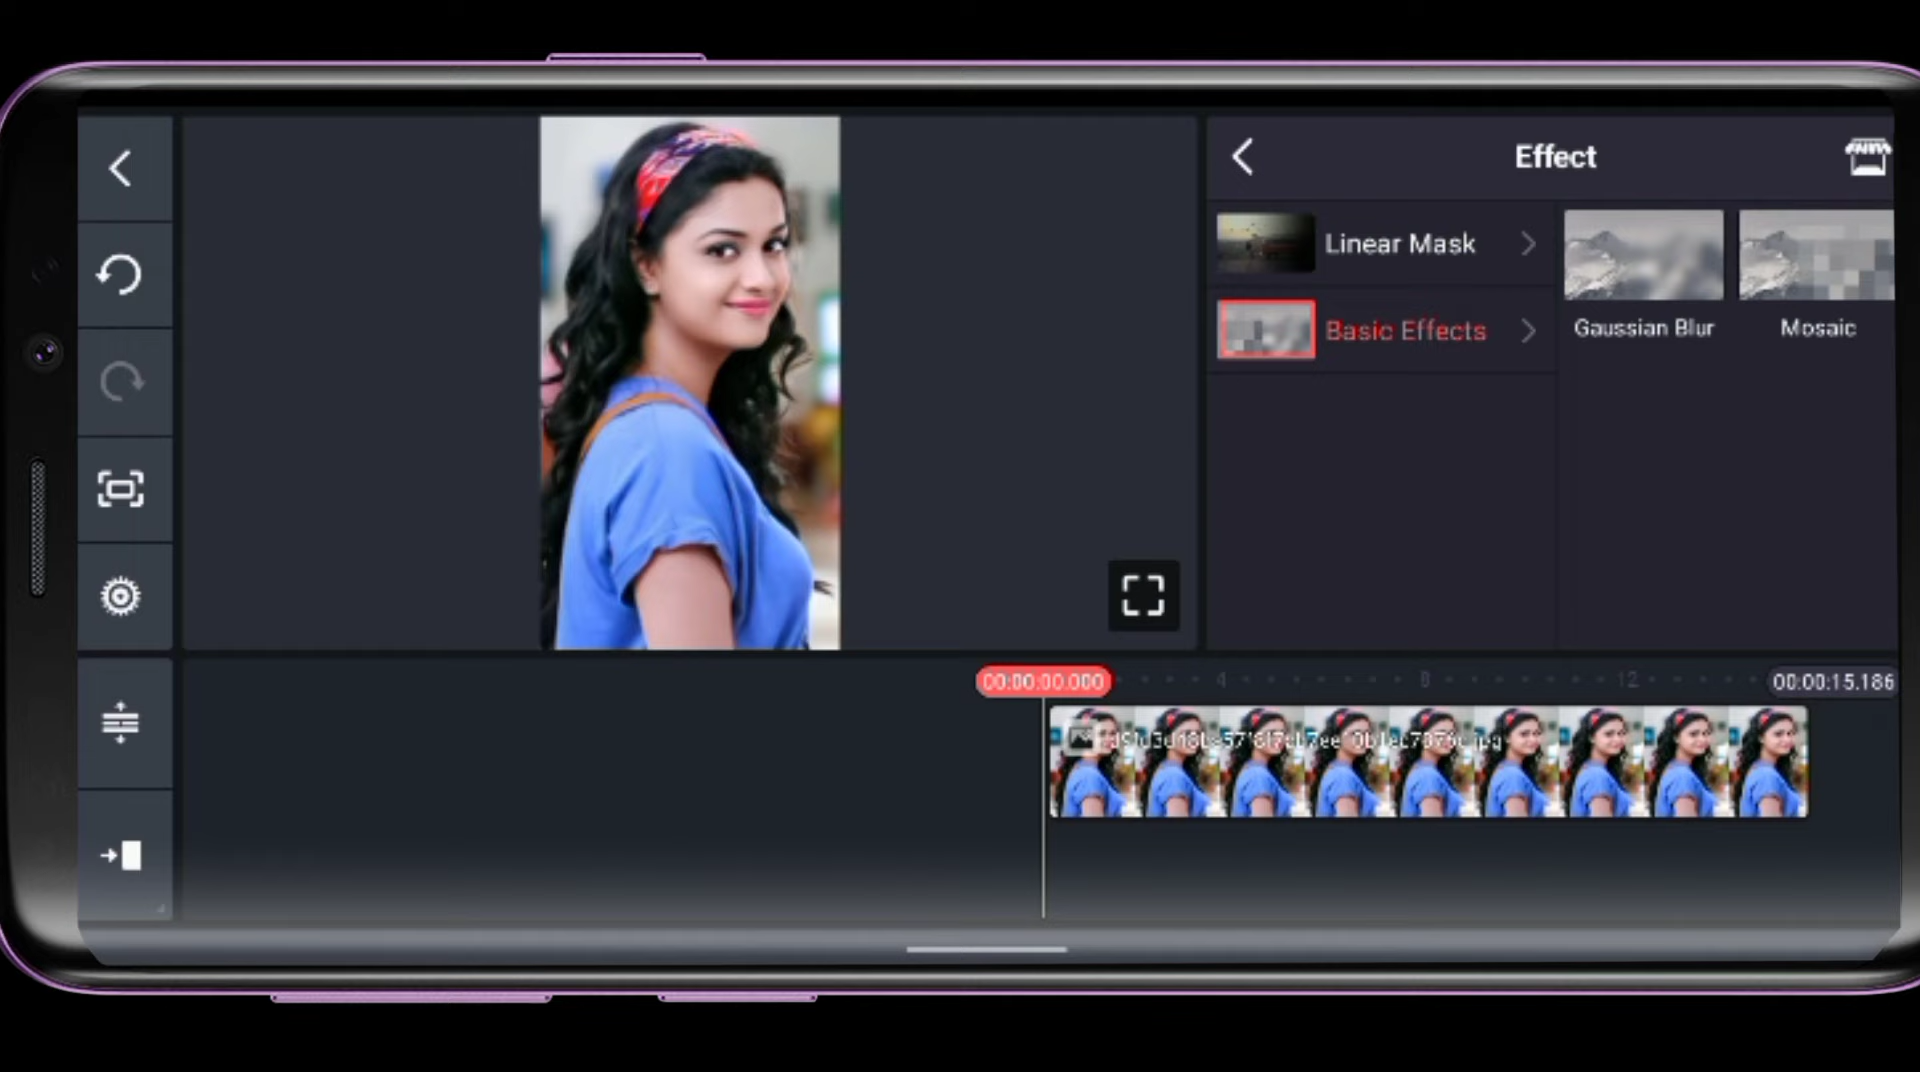 Effect
Linear Mask
Basic Effects
Gaussian Blur
Mosaic
00:00:00.000
4
8
12
00:00:15.186